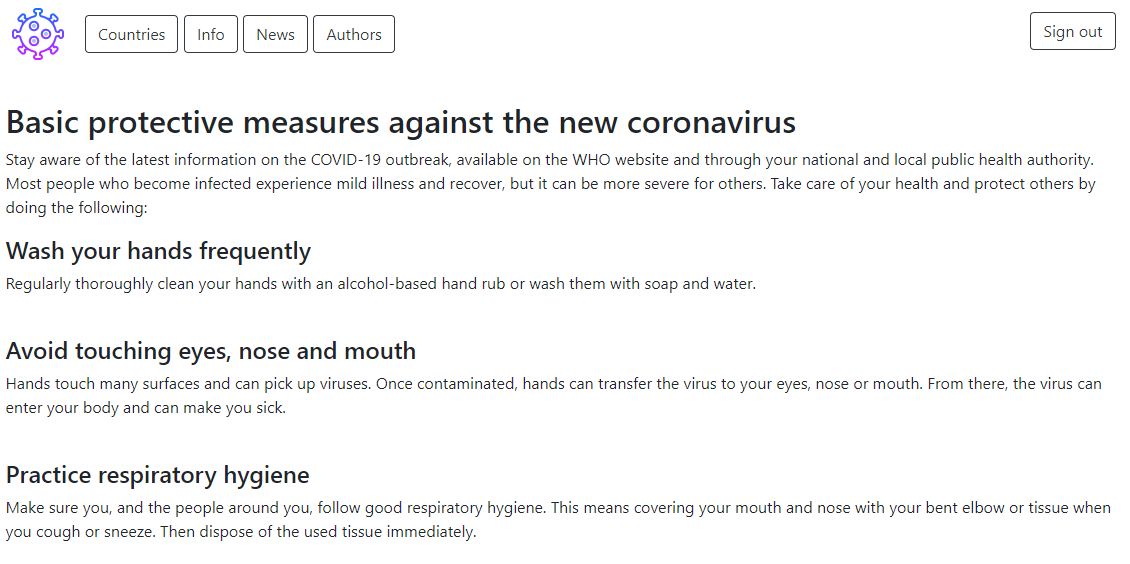 Countries Info News Authors Sign out
Basic protective measures against the new coronavirus
Stay aware of the latest information on the COVID-19 outbreak, available on the WHO website and through your national and local public health authority.
Most people who become infected experience mild illness and recover, but it can be more severe for others. Take care of your health and protect others by
doing the following:
Wash your hands frequently
Regularly thoroughly clean your hands with an alcohol-based hand rub or wash them with soap and water.
Avoid touching eyes, nose and mouth
Hands touch many surfaces and can pick up viruses. Once contaminated, hands can transfer the virus to your eyes, nose or mouth. From there, the virus can
enter your body and can make you sick.
Practice respiratory hygiene
Make sure you, and the people around you, follow good respiratory hygiene. This means covering your mouth and nose with your bent elbow or tissue when
you cough or sneeze. Then dispose of the used tissue immediately.